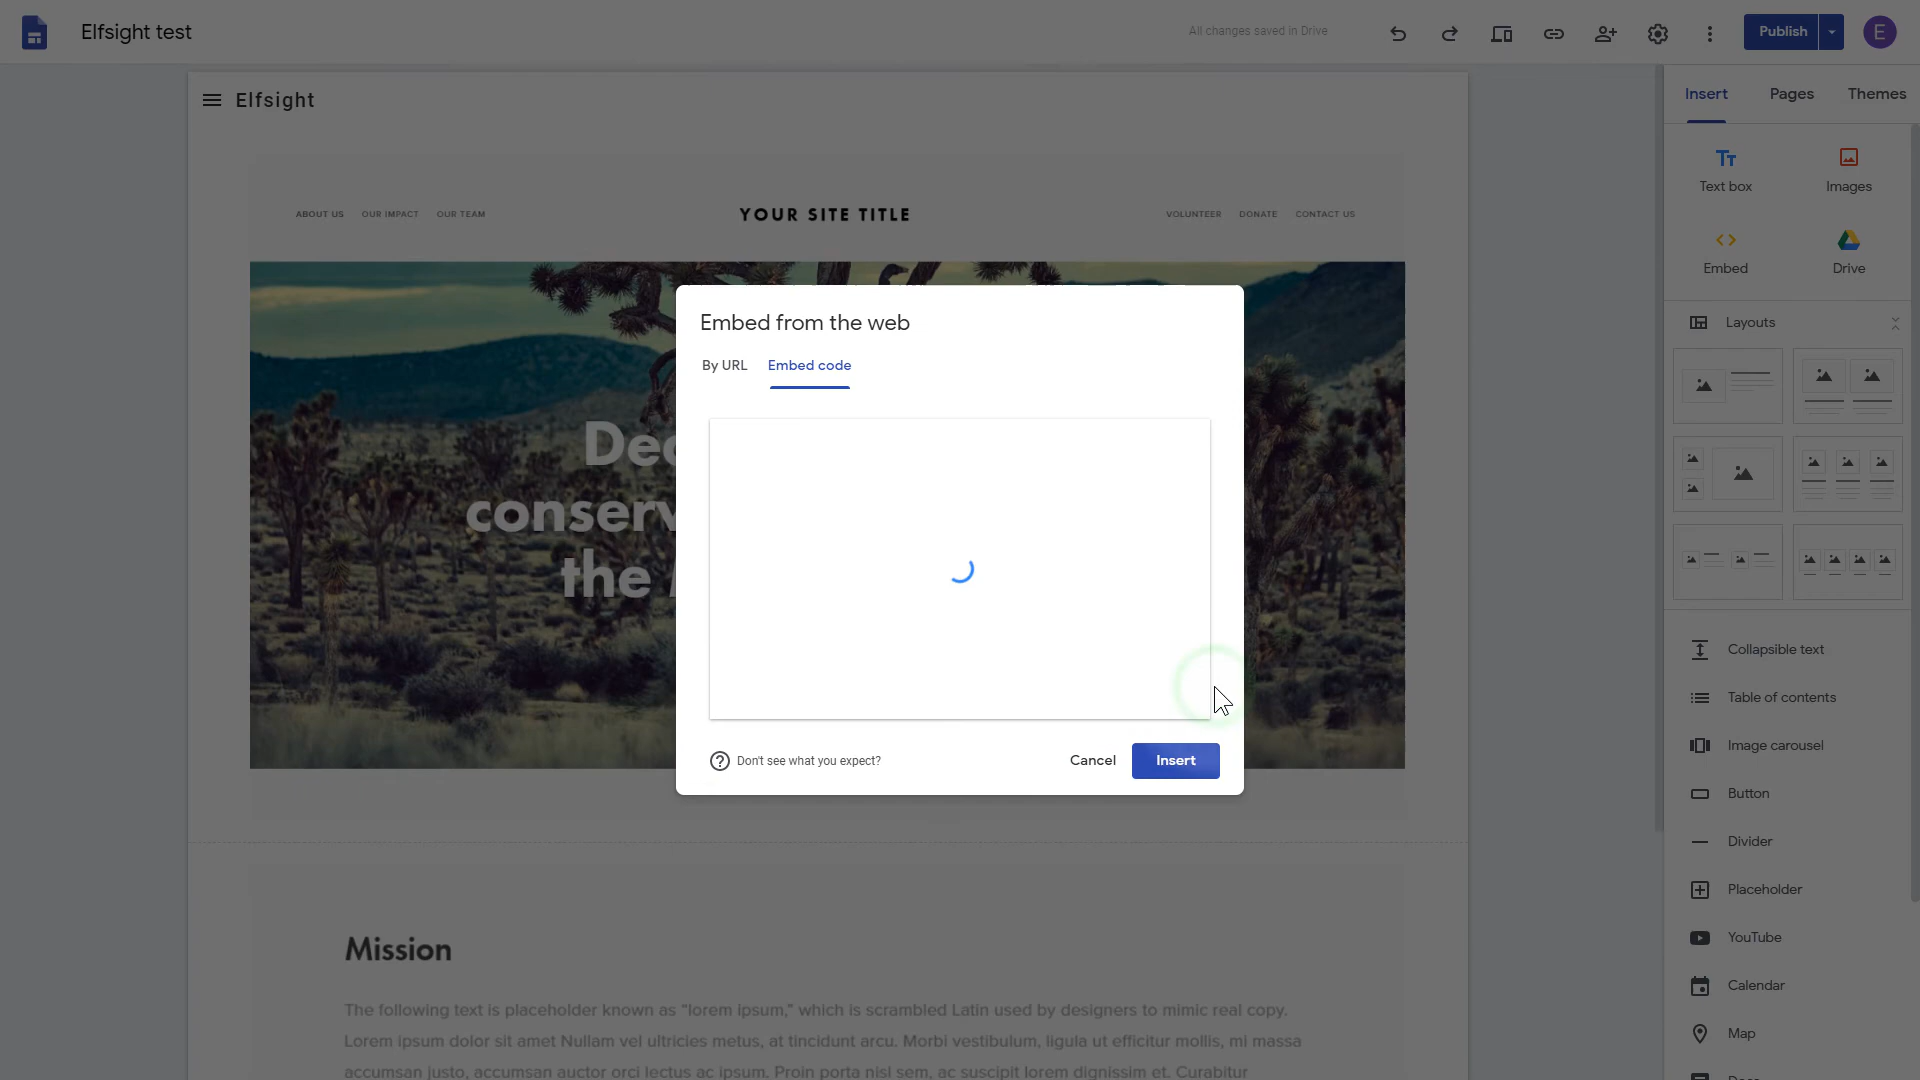 Elfsight test
All changes saved in Drive
Publish
E
Elfsight
ABOUT US OUR IMPACT OUR TEAM
YOUR SITE TITLE
VOLUNTEER DONATE CONTACT US
conserv
the
Embed from the web
By URL Embed code
Don't see what you expect?
Cancel
Insert
Mission
The following text is placeholder known as “lorem ipsum,” which is scrambled Latin used by designers to mimic real copy.
Lorem ipsum dolor sit amet Nullam vel ultricies metus, at tincidunt arcu. Morbi vestibulum, ligula ut efficitur mollis, mi massa
accumsan justo, accumsan auctor orci lectus ac ipsum. Proin porta nisl sem, ac suscipit lorem dignissim et. Curabitur
Insert Pages Themes
Text box
Images
Embed
Drive
Layouts
Collapsible text
Table of contents
Image carousel
Button
Divider
Placeholder
YouTube
Calendar
Map